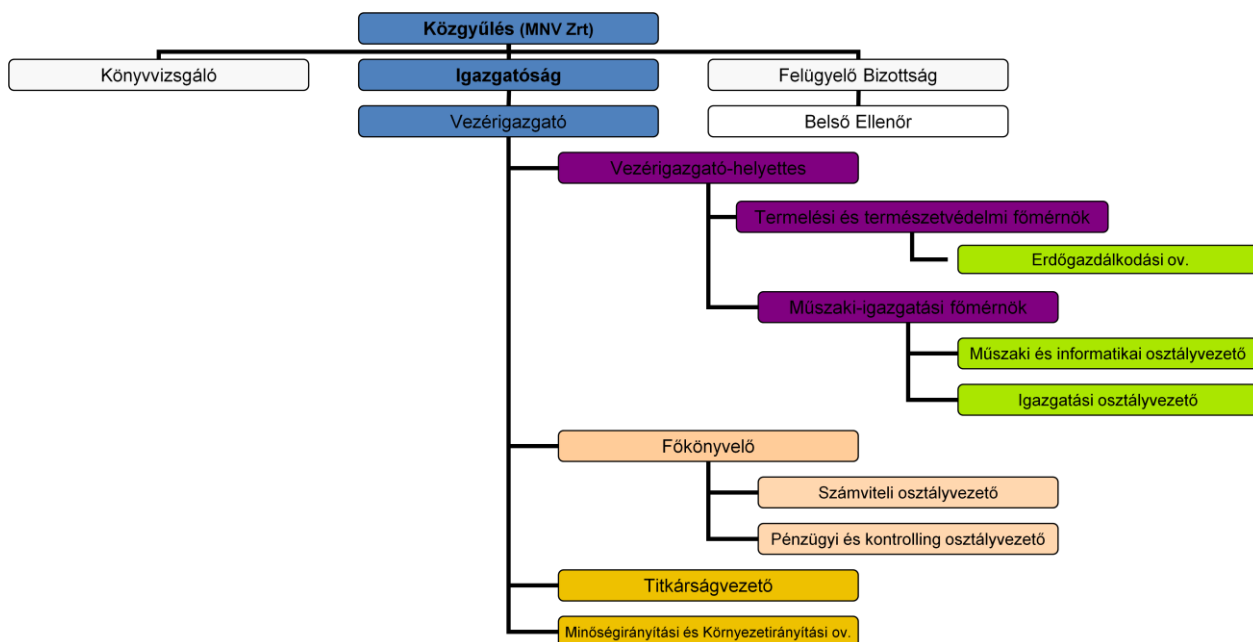 Közgyűlés (MNV Zrt)
Könyvvizsgáló
Igazgatóság
Felügyelő Bizottság
Vezérigazgató
Belső Ellenőr
Vezérigazgató-helyettes
Termelési és természetvédelmi főmérnök
Erdőgazdálkodási ov.
Műszaki-igazgatási főmérnök
Műszaki és informatikai osztályvezető
Igazgatási osztályvezető
Főkönyvelő
Számviteli osztályvezető
Pénzügyi és kontrolling osztályvezető
Titkárságvezető
Minőségirányítási és Környezetirányítási ov.